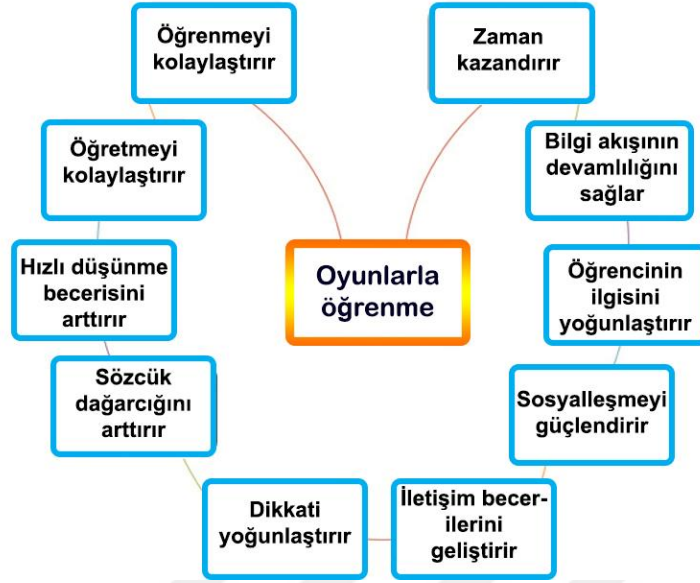 Öğrenmeyi
kolaylaştırır
Zaman
kazandırır
Öğretmeyi
kolaylaştırır
Bilgi akışının
devamlılığını
sağlar
Hızlı düşünme
becerisini
arttırır
Oyunlarla
öğrenme
Öğrencinin
ilgisini
yoğunlaştırır
Sözcük
dağarcığını
arttırır
Sosyalleşmeyi
güçlendirir
Dikkati
yoğunlaştırır
İletişim becer-
ilerini
geliştirir